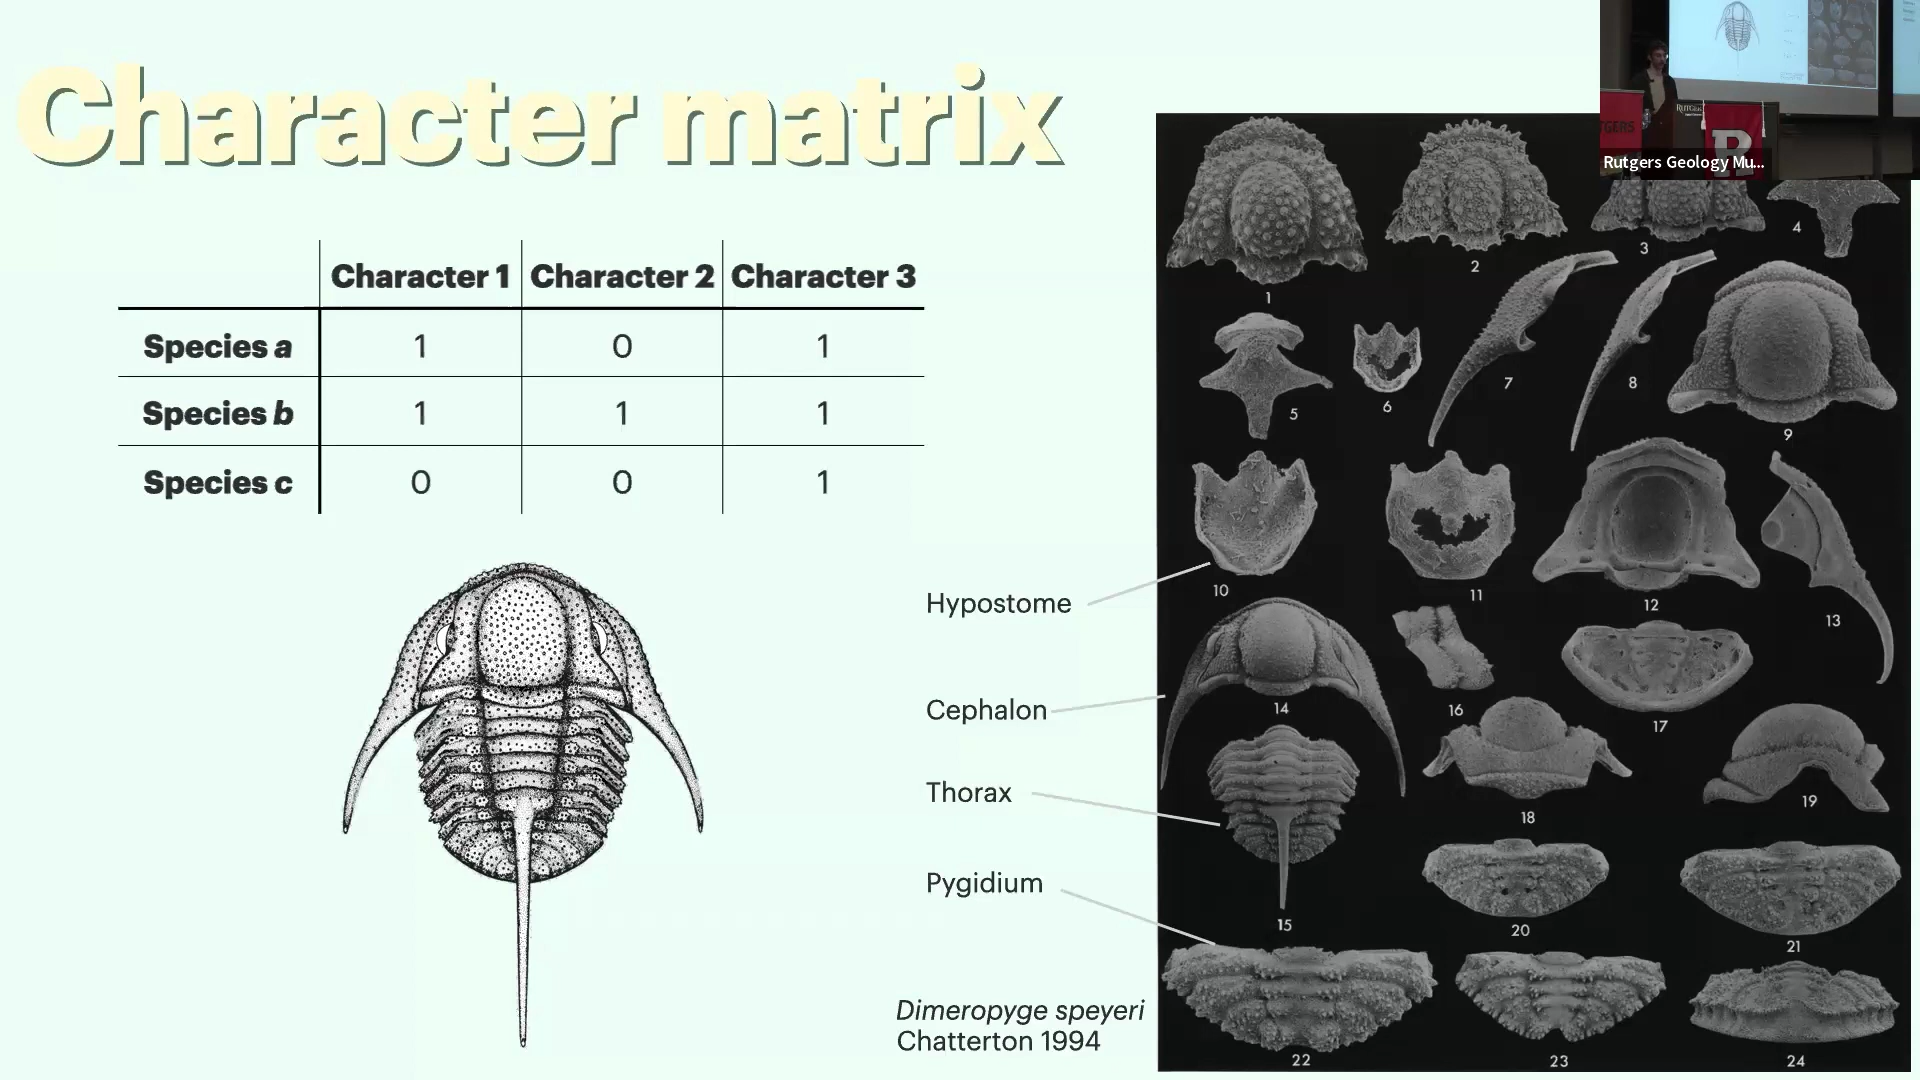 Character matrix
Rutgers Geology Mu...
RUTGERS
TGERS
R
Character 1 Character 2 Character 3
Species a 1 0 1
Species b 1 1 1
Species c 0 0 1
Hypostome
Cephalon
Thorax
Pygidium
Dimeropyge speyeri
Chatterton 1994
1
2
3
4
5
6
7
8
9
10
11
12
13
14
15
16
17
18
19
20
21
22
23
24